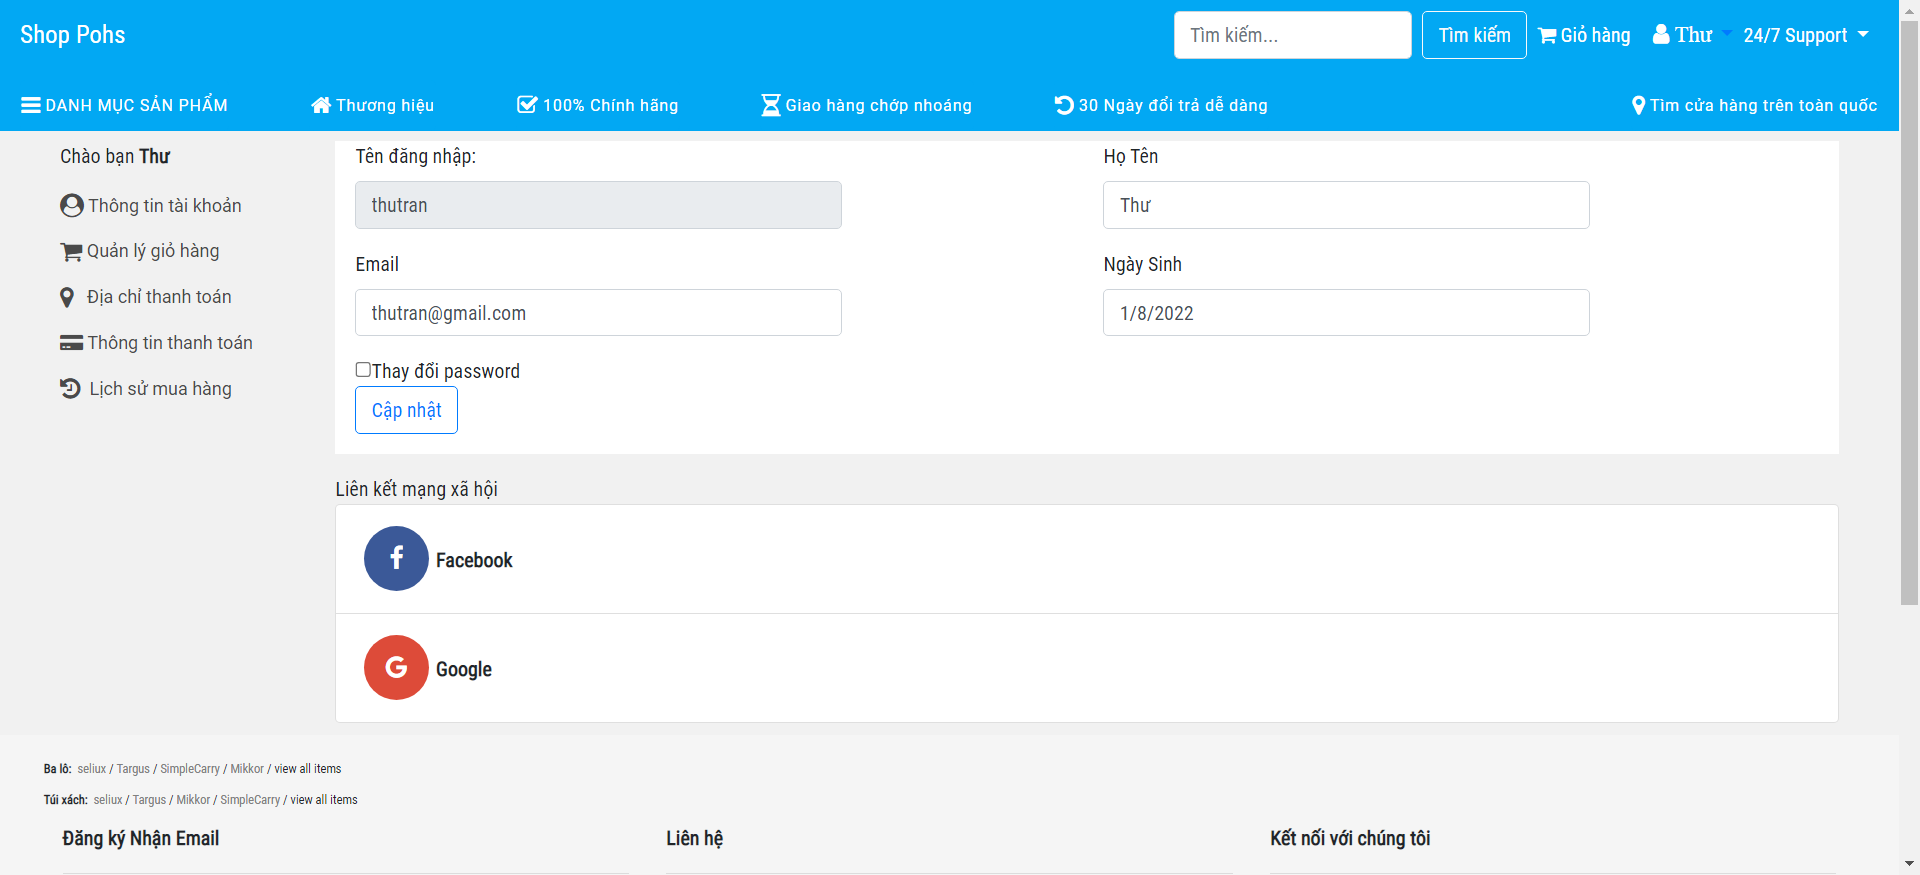 Shop Pohs
Tìm kiếm...
Tìm kiếm
Giỏ hàng
Thư
24/7 Support
DANH MỤC SẢN PHẨM
Thương hiệu
100% Chính hãng
Giao hàng chớp nhoáng
30 Ngày đổi trả dễ dàng
Tìm cửa hàng trên toàn quốc
Chào bạn Thư
Thông tin tài khoản
Quản lý giỏ hàng
Địa chỉ thanh toán
Thông tin thanh toán
Lịch sử mua hàng
Tên đăng nhập:
thutran
Họ Tên
Thư
Email
thutran@gmail.com
Ngày Sinh
1/8/2022
Thay đổi password
Cập nhật
Liên kết mạng xã hội
Facebook
Google
Ba lô: seliux / Targus / SimpleCarry / Mikkor / view all items
Túi xách: seliux / Targus / Mikkor / SimpleCarry / view all items
Đăng ký Nhận Email
Liên hệ
Kết nối với chúng tôi